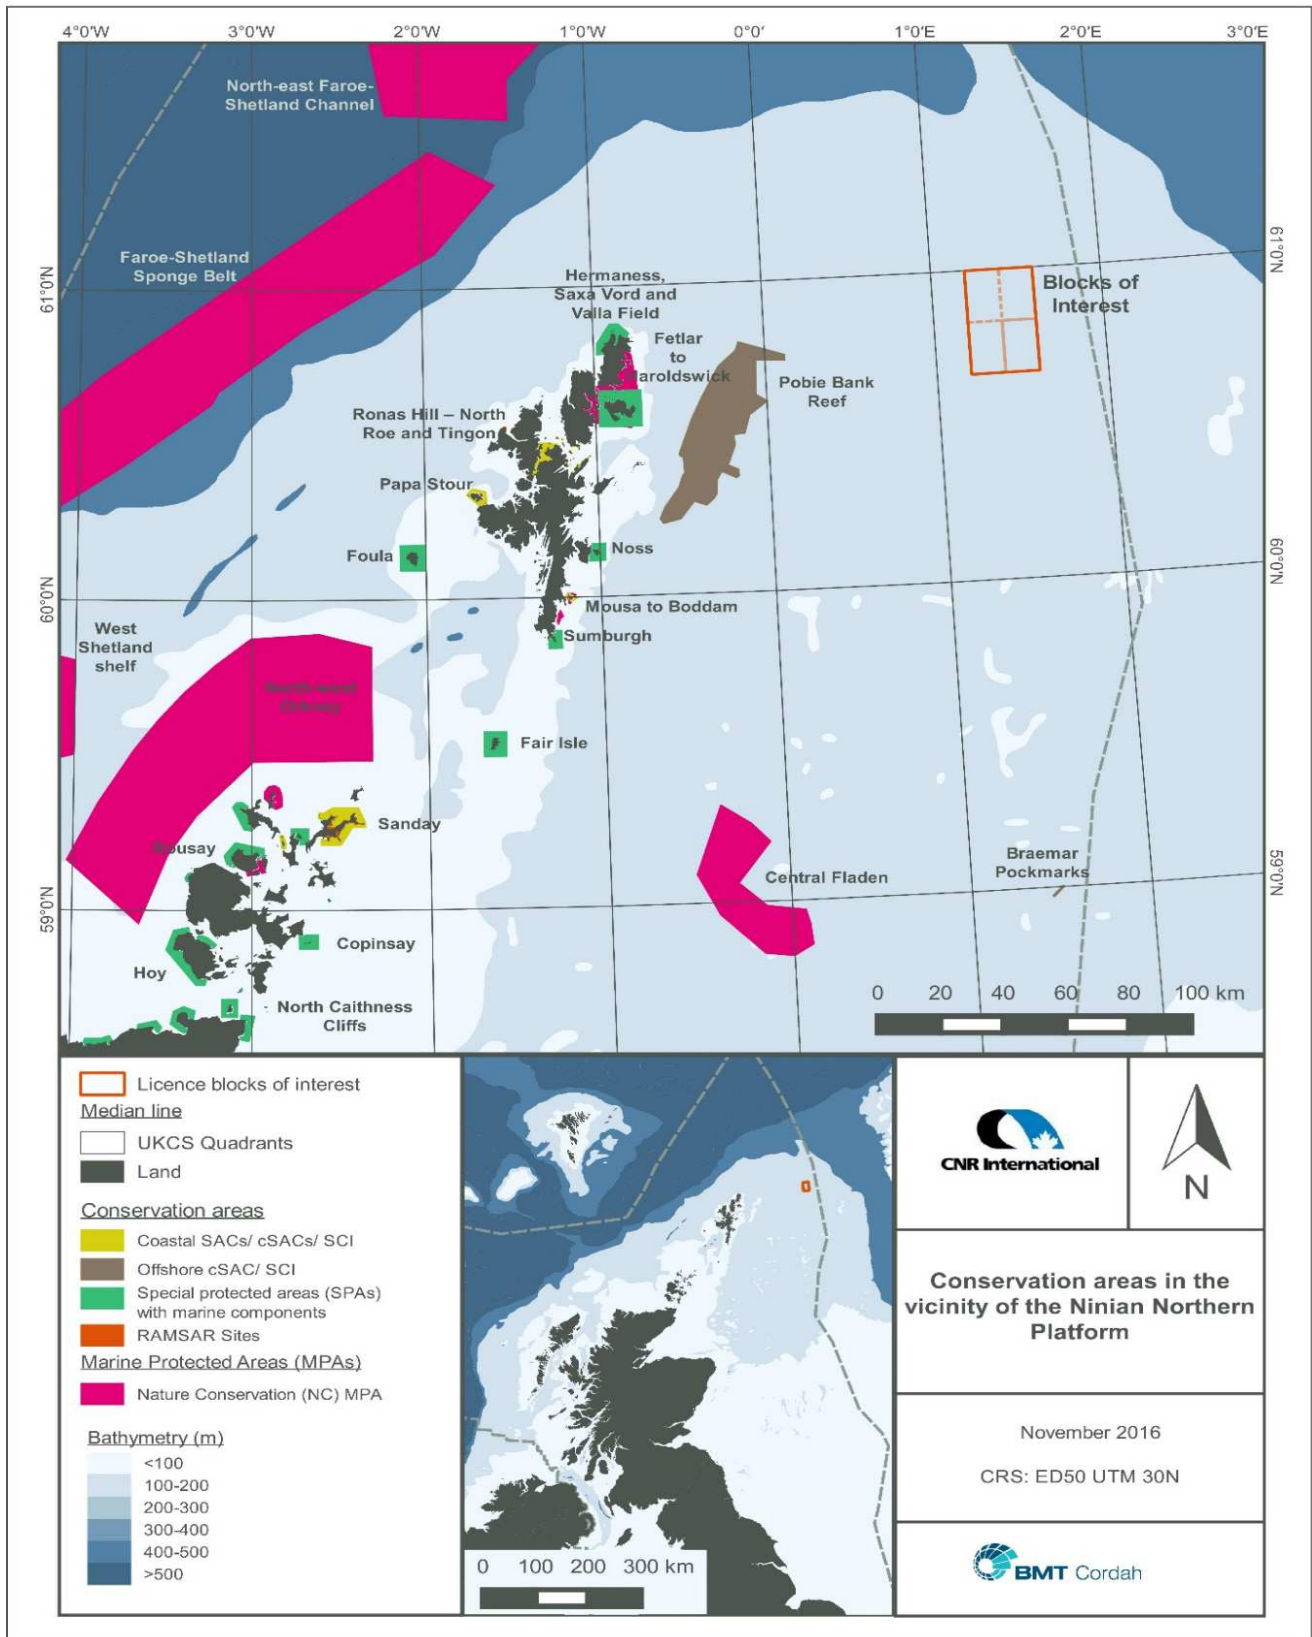 4°0'W 3°0'W 2°0'W 1°0'W 0°0' 1°0'E 2°0'E 3°0'E
North-east Faroe-
Shetland Channel
Faroe-Shetland
Sponge Belt
61°0'N
61°0'N
Hermaness,
Saxa Vord and
Valla Field
Blocks of
Interest
Fetlar
to
Haroldswick
Pobie Bank
Reef
Ronas Hill – North
Roe and Tingon
Papa Stour
Foula
Noss
60°0'N
60°0'N
Mousa to Boddam
Sumburgh
West
Shetland
shelf
North-west
Orkney
Fair Isle
Sanday
Rousay
Braemar
Pockmarks
Central Fladen
59°0'N
59°0'N
Copinsay
Hoy
North Caithness
Cliffs
0 20 40 60 80 100 km
Licence blocks of interest
Median line
UKCS Quadrants
Land
Conservation areas
Coastal SACs/ cSACs/ SCI
Offshore cSAC/ SCI
Special protected areas (SPAs)
with marine components
RAMSAR Sites
Marine Protected Areas (MPAs)
Nature Conservation (NC) MPA
Bathymetry (m)
<100
100-200
200-300
300-400
400-500
>500
0 100 200 300 km
CNR International
N
Conservation areas in the
vicinity of the Ninian Northern
Platform
November 2016
CRS: ED50 UTM 30N
BMT Cordah